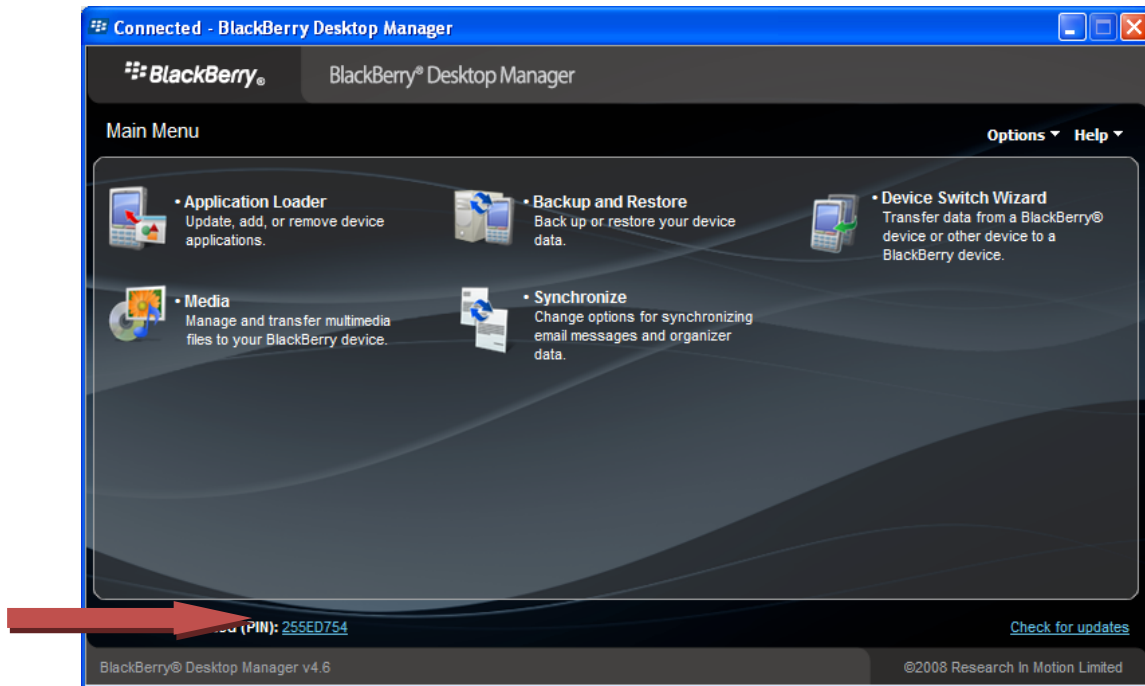 Connected - BlackBerry Desktop Manager
BlackBerry®
BlackBerry® Desktop Manager
Main Menu
Options
Help
• Application Loader
Update, add, or remove device
applications.
• Backup and Restore
Back up or restore your device
data.
• Device Switch Wizard
Transfer data from a BlackBerry®
device or other device to a
BlackBerry device.
• Media
Manage and transfer multimedia
files to your BlackBerry device.
• Synchronize
Change options for synchronizing
email messages and organizer
data.
(PIN): 255ED754
Check for updates
BlackBerry® Desktop Manager v4.6
©2008 Research In Motion Limited